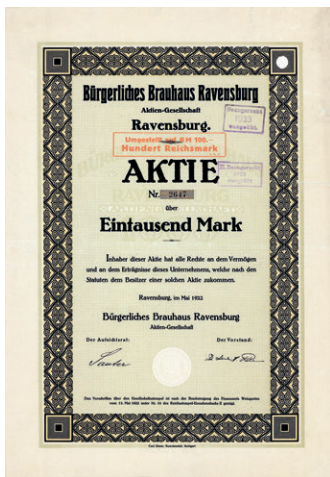 Bürgerliches Brauhaus Ravensburg
Aktien-Gesellschaft
Ravensburg.
Umgestellt auf RM 100.-
Hundert Reichsmark
AKTIE
Nr. 2647
über
Eintausend Mark
Inhaber dieser Aktie hat alle Rechte an dem Vermögen
und an dem Erträgnisse dieses Unternehmens, welche nach den
Statuten dem Besitzer einer solchen Aktie zukommen.
Ravensburg, im Mai 1922
Bürgerliches Brauhaus Ravensburg
Aktien-Gesellschaft
Der Aufsichtsrat:
Der Vorstand: